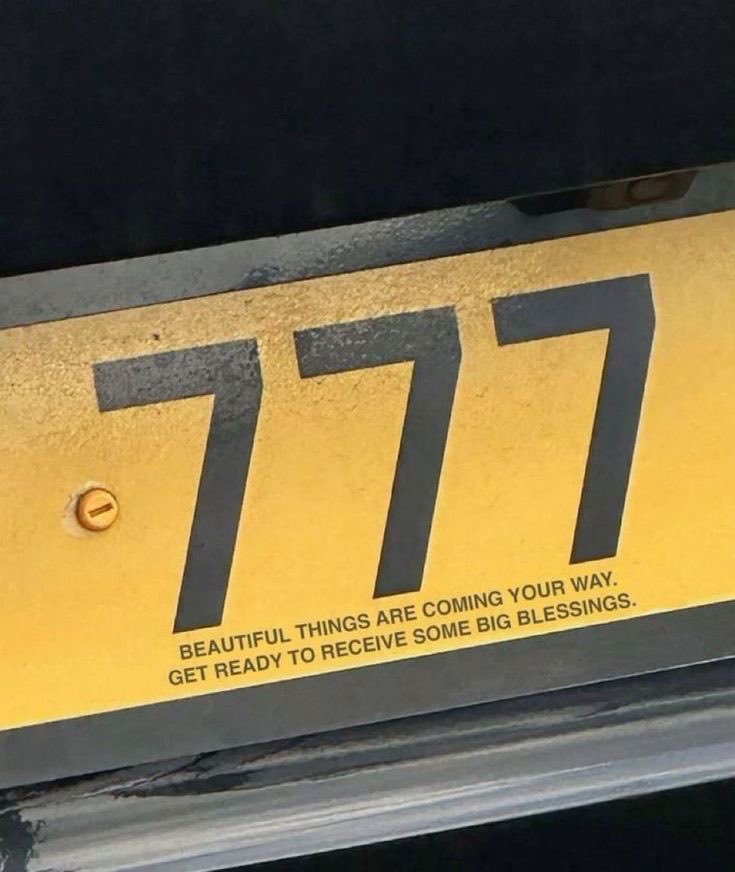 777
BEAUTIFUL THINGS ARE COMING YOUR WAY.
GET READY TO RECEIVE SOME BIG BLESSINGS.